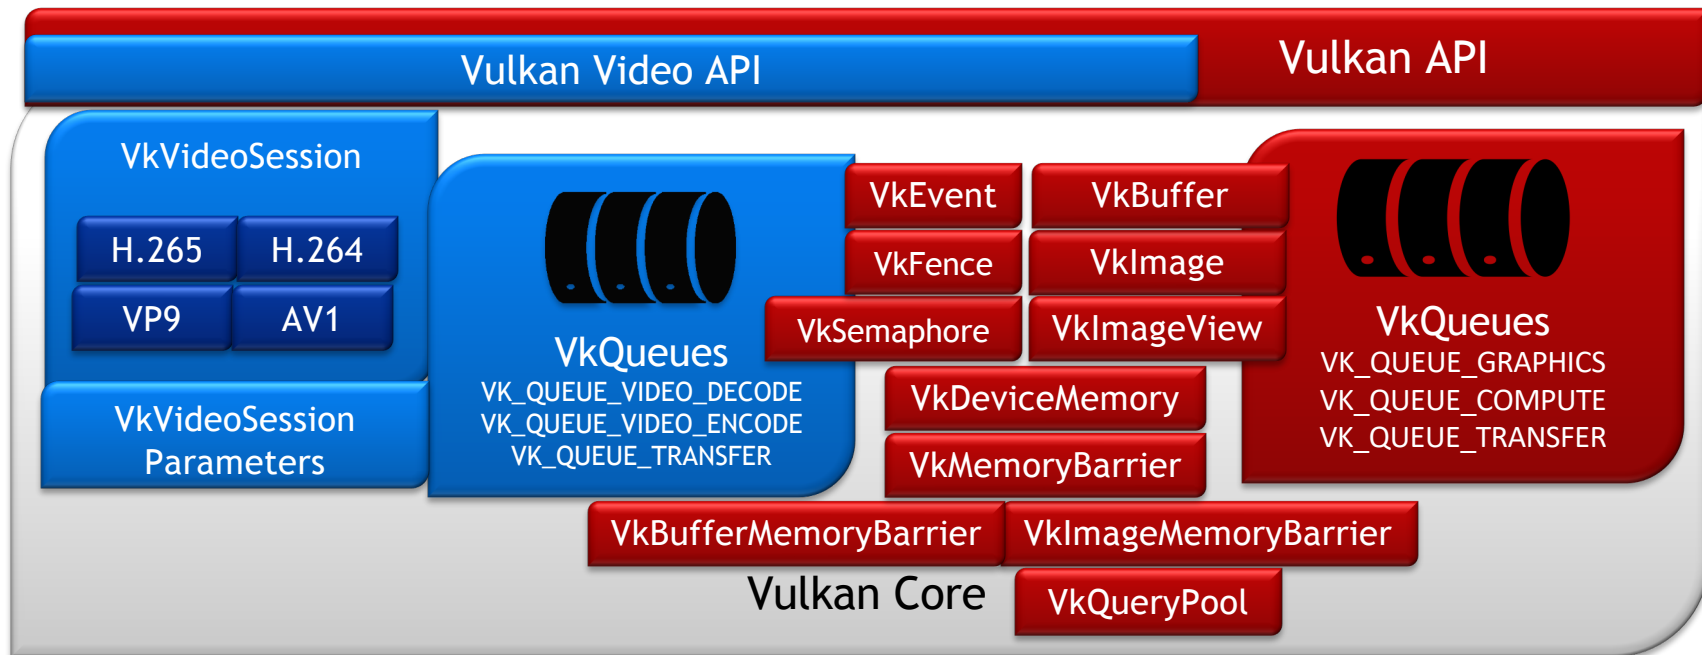 Vulkan Video API
Vulkan API
VkVideoSession
H.265
H.264
VP9
AV1
VkVideoSession
Parameters
VkQueues
VK_QUEUE_VIDEO_DECODE
VK_QUEUE_VIDEO_ENCODE
VK_QUEUE_TRANSFER
VkEvent
VkBuffer
VkFence
VkImage
VkSemaphore
VkImageView
VkDeviceMemory
VkMemoryBarrier
VkBufferMemoryBarrier
VkImageMemoryBarrier
Vulkan Core
VkQueryPool
VkQueues
VK_QUEUE_GRAPHICS
VK_QUEUE_COMPUTE
VK_QUEUE_TRANSFER